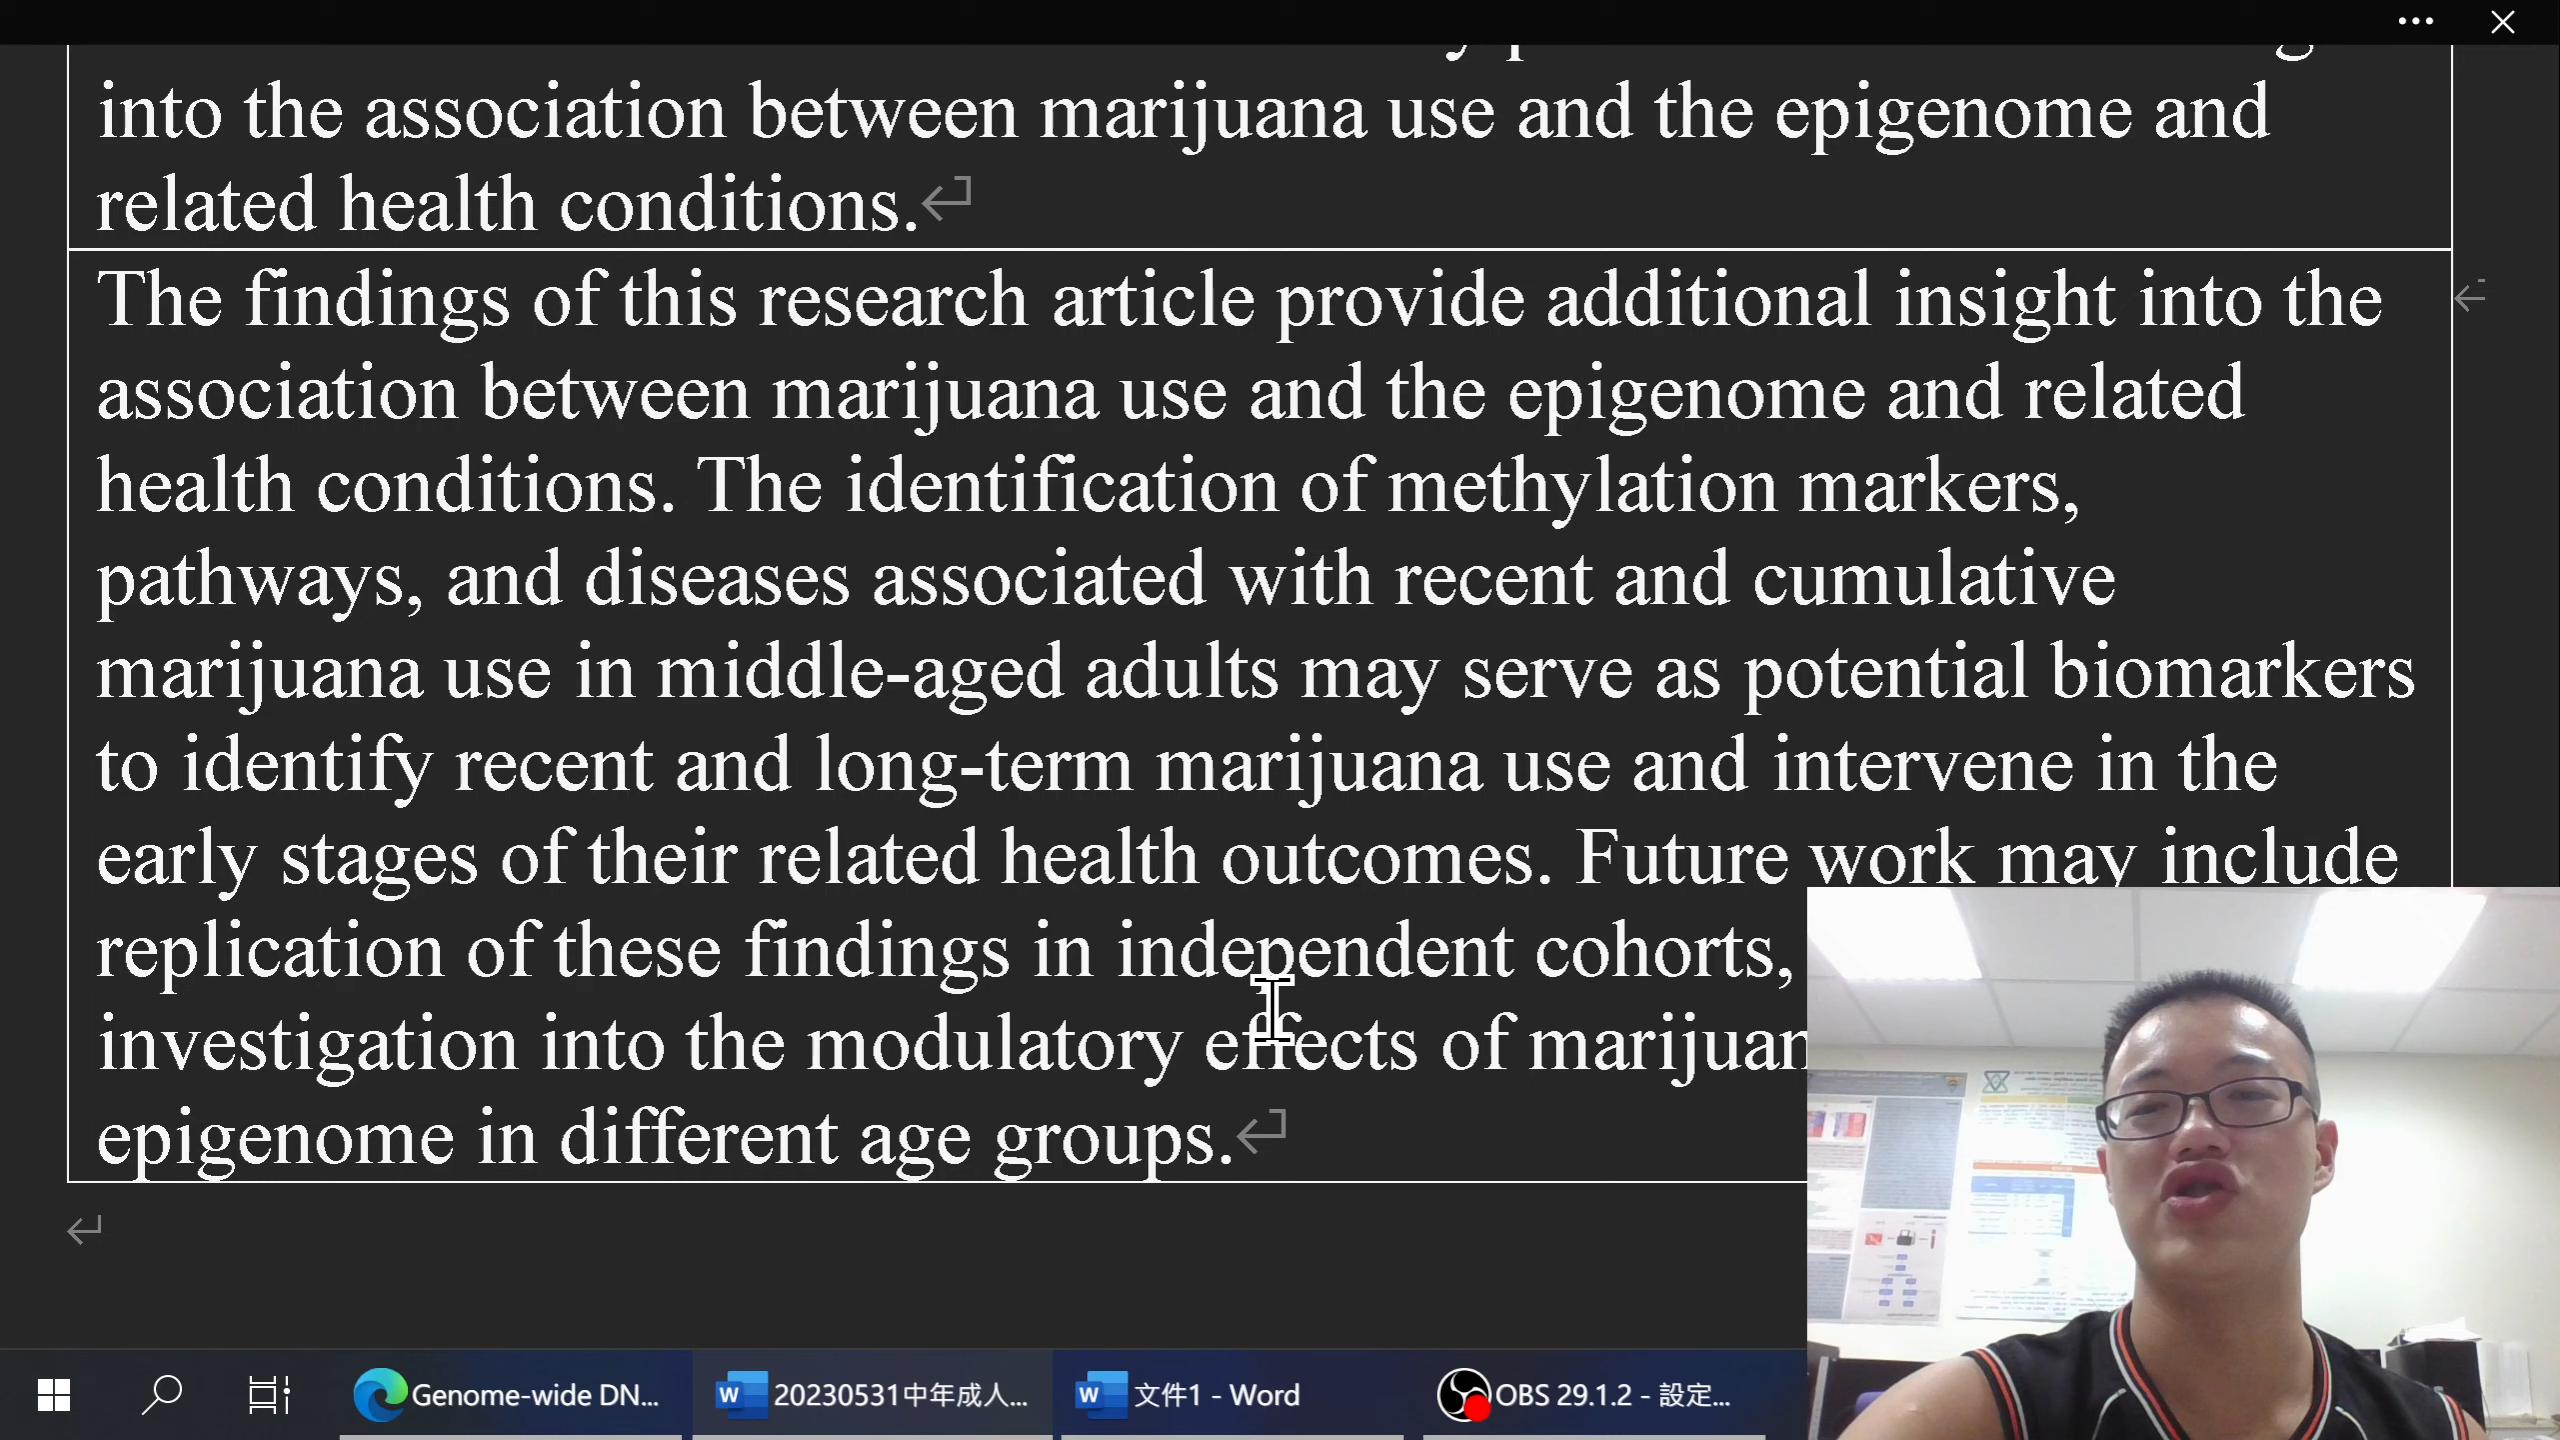 into the association between marijuana use and the epigenome and
related health conditions.
The findings of this research article provide additional insight into the
association between marijuana use and the epigenome and related
health conditions. The identification of methylation markers,
pathways, and diseases associated with recent and cumulative
marijuana use in middle-aged adults may serve as potential biomarkers
to identify recent and long-term marijuana use and intervene in the
early stages of their related health outcomes. Future work may include
replication of these findings in independent cohorts,
investigation into the modulatory effects of marijuan
epigenome in different age groups.
Genome-wide DN...
20230531中年成人...
文件1 - Word
OBS 29.1.2 - 設定...